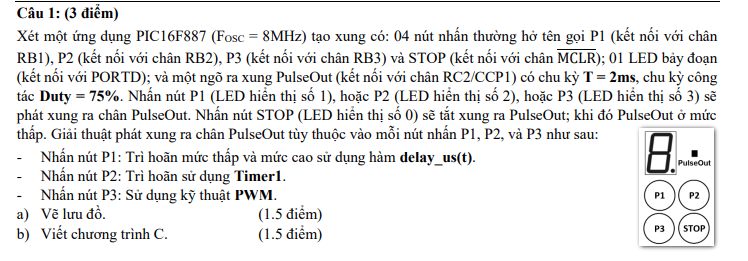 Câu 1: (3 điểm)
Xét một ứng dụng PIC16F887 (FOSC = 8MHz) tạo xung có: 04 nút nhấn thường hở tên gọi P1 (kết nối với chân
RB1), P2 (kết nối với chân RB2), P3 (kết nối với chân RB3) và STOP (kết nối với chân MCLR); 01 LED bảy đoạn
(kết nối với PORTD); và một ngõ ra xung PulseOut (kết nối với chân RC2/CCP1) có chu kỳ T = 2ms, chu kỳ công
tác Duty = 75%. Nhấn nút P1 (LED hiển thị số 1), hoặc P2 (LED hiển thị số 2), hoặc P3 (LED hiển thị số 3) sẽ
phát xung ra chân PulseOut. Nhấn nút STOP (LED hiển thị số 0) sẽ tắt xung ra PulseOut; khi đó PulseOut ở mức
thấp. Giải thuật phát xung ra chân PulseOut tùy thuộc vào mỗi nút nhấn P1, P2, và P3 như sau:
- Nhấn nút P1: Trì hoãn mức thấp và mức cao sử dụng hàm delay_us(t).
- Nhấn nút P2: Trì hoãn sử dụng Timer1.
- Nhấn nút P3: Sử dụng kỹ thuật PWM.
a) Vẽ lưu đồ. (1.5 điểm)
b) Viết chương trình C. (1.5 điểm)
8.
PulseOut
P1 P2
P3 STOP